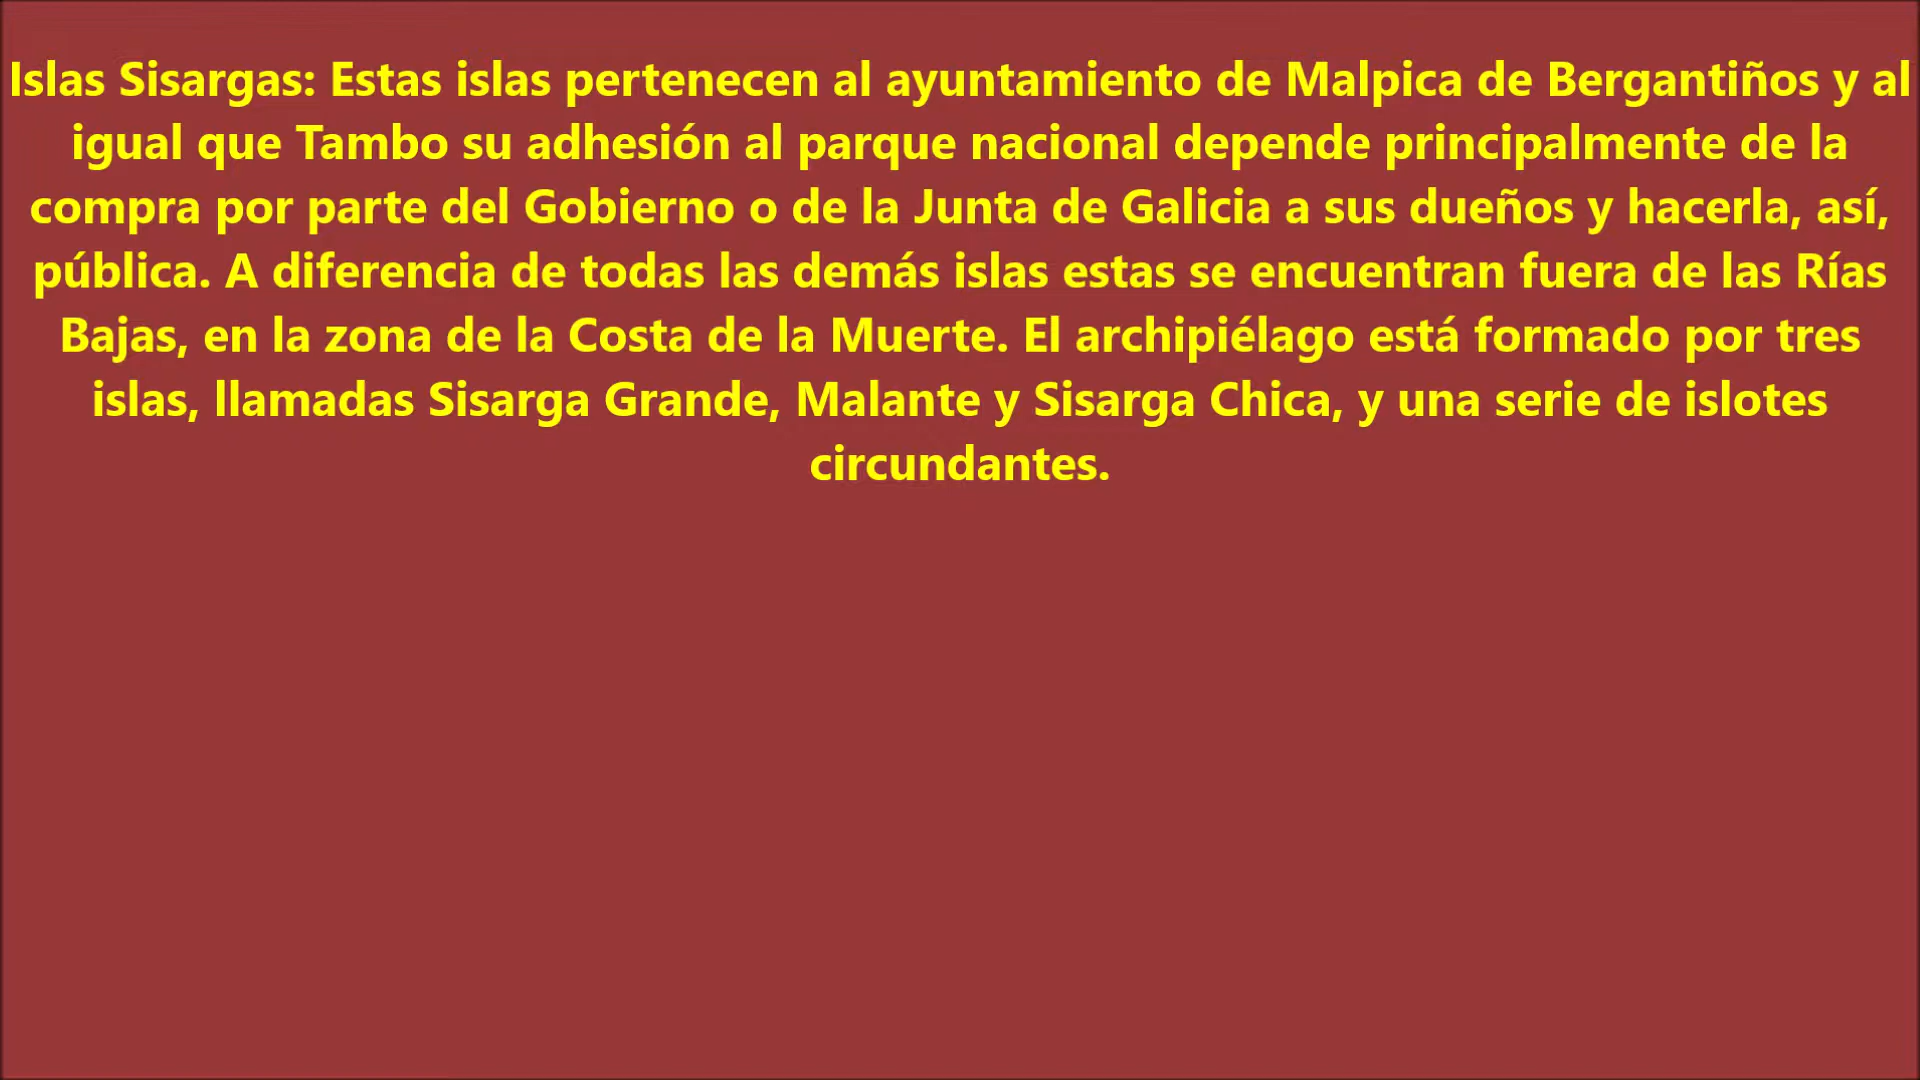 Islas Sisargas: Estas islas pertenecen al ayuntamiento de Malpica de Bergantiños y al
igual que Tambo su adhesión al parque nacional depende principalmente de la
compra por parte del Gobierno o de la Junta de Galicia a sus dueños y hacerla, así,
pública. A diferencia de todas las demás islas estas se encuentran fuera de las Rías
Bajas, en la zona de la Costa de la Muerte. El archipiélago está formado por tres
islas, llamadas Sisarga Grande, Malante y Sisarga Chica, y una serie de islotes
circundantes.